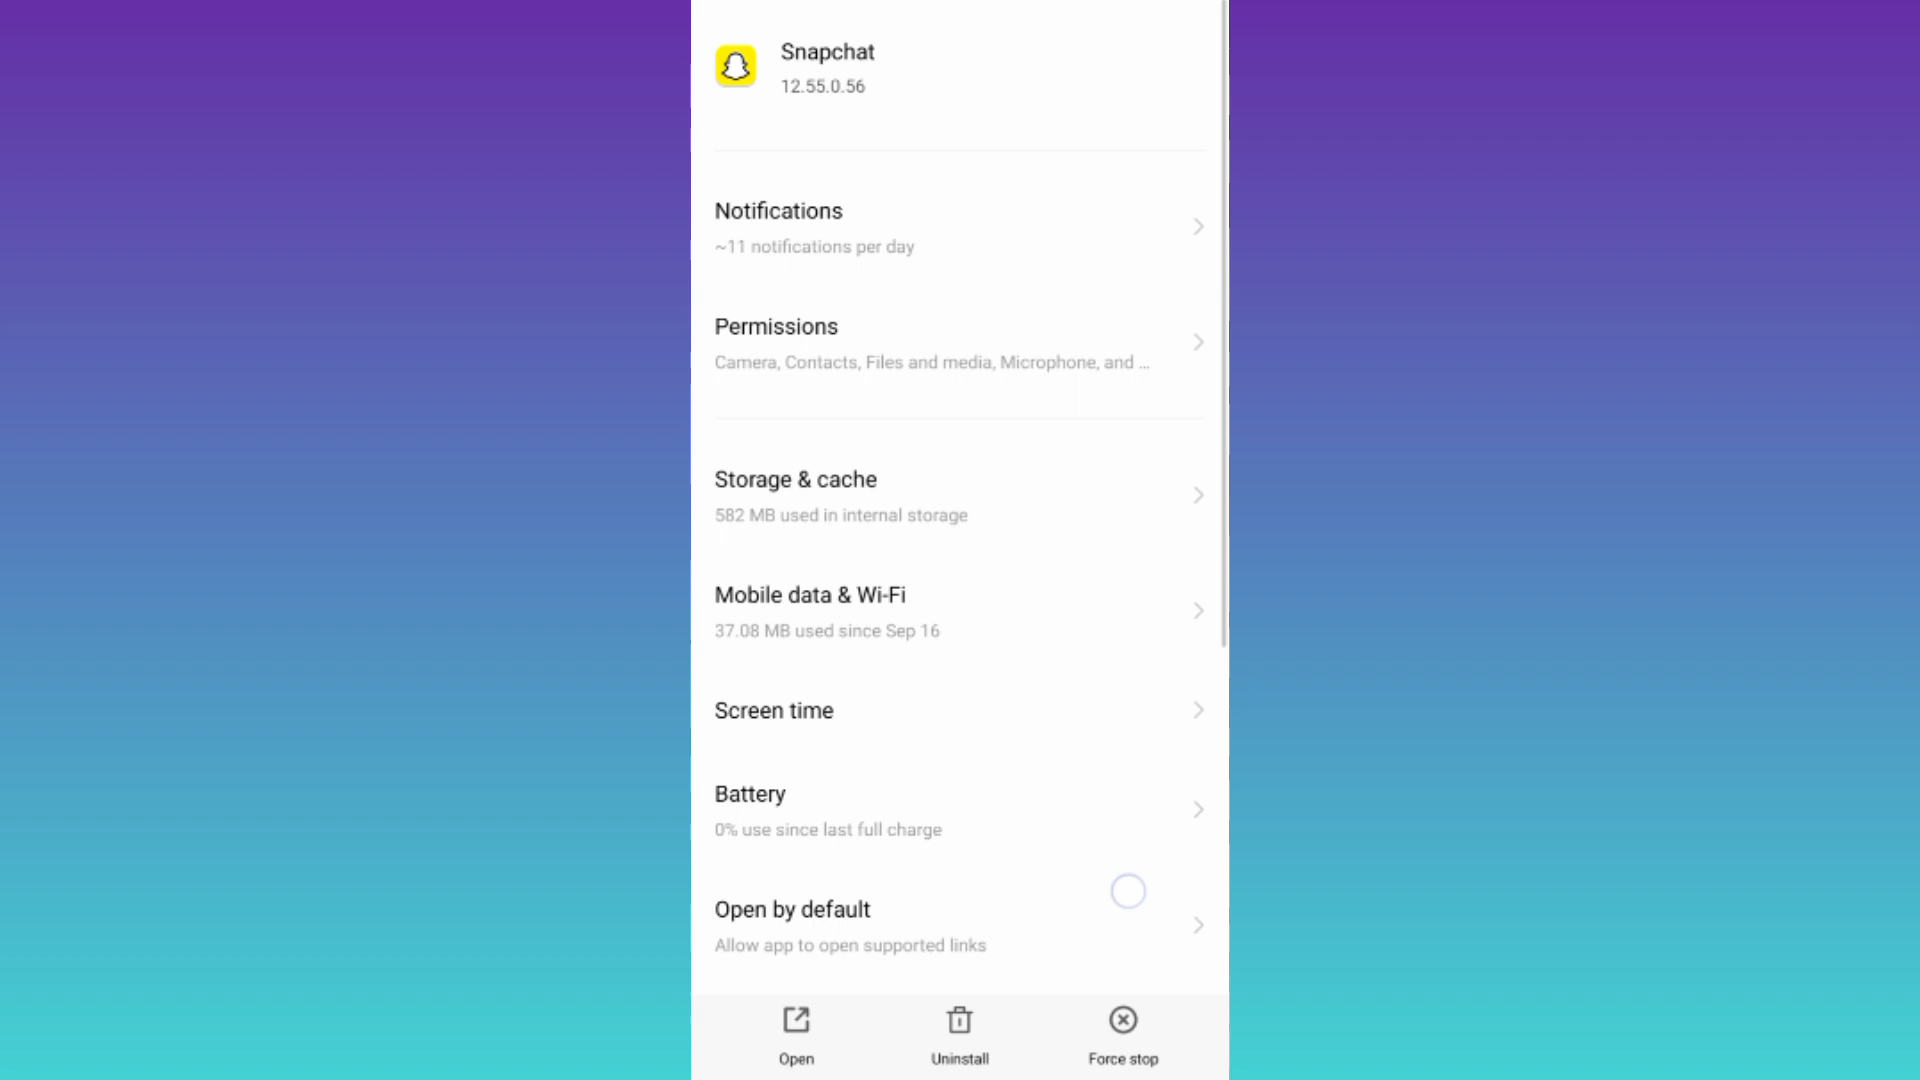 Snapchat
12.55.0.56
Notifications
~11 notifications per day
Permissions
Camera, Contacts, Files and media, Microphone, and ...
Storage & cache
582 MB used in internal storage
Mobile data & Wi-Fi
37.08 MB used since Sep 16
Screen time
Battery
0% use since last full charge
Open by default
Allow app to open supported links
Open Uninstall Force stop